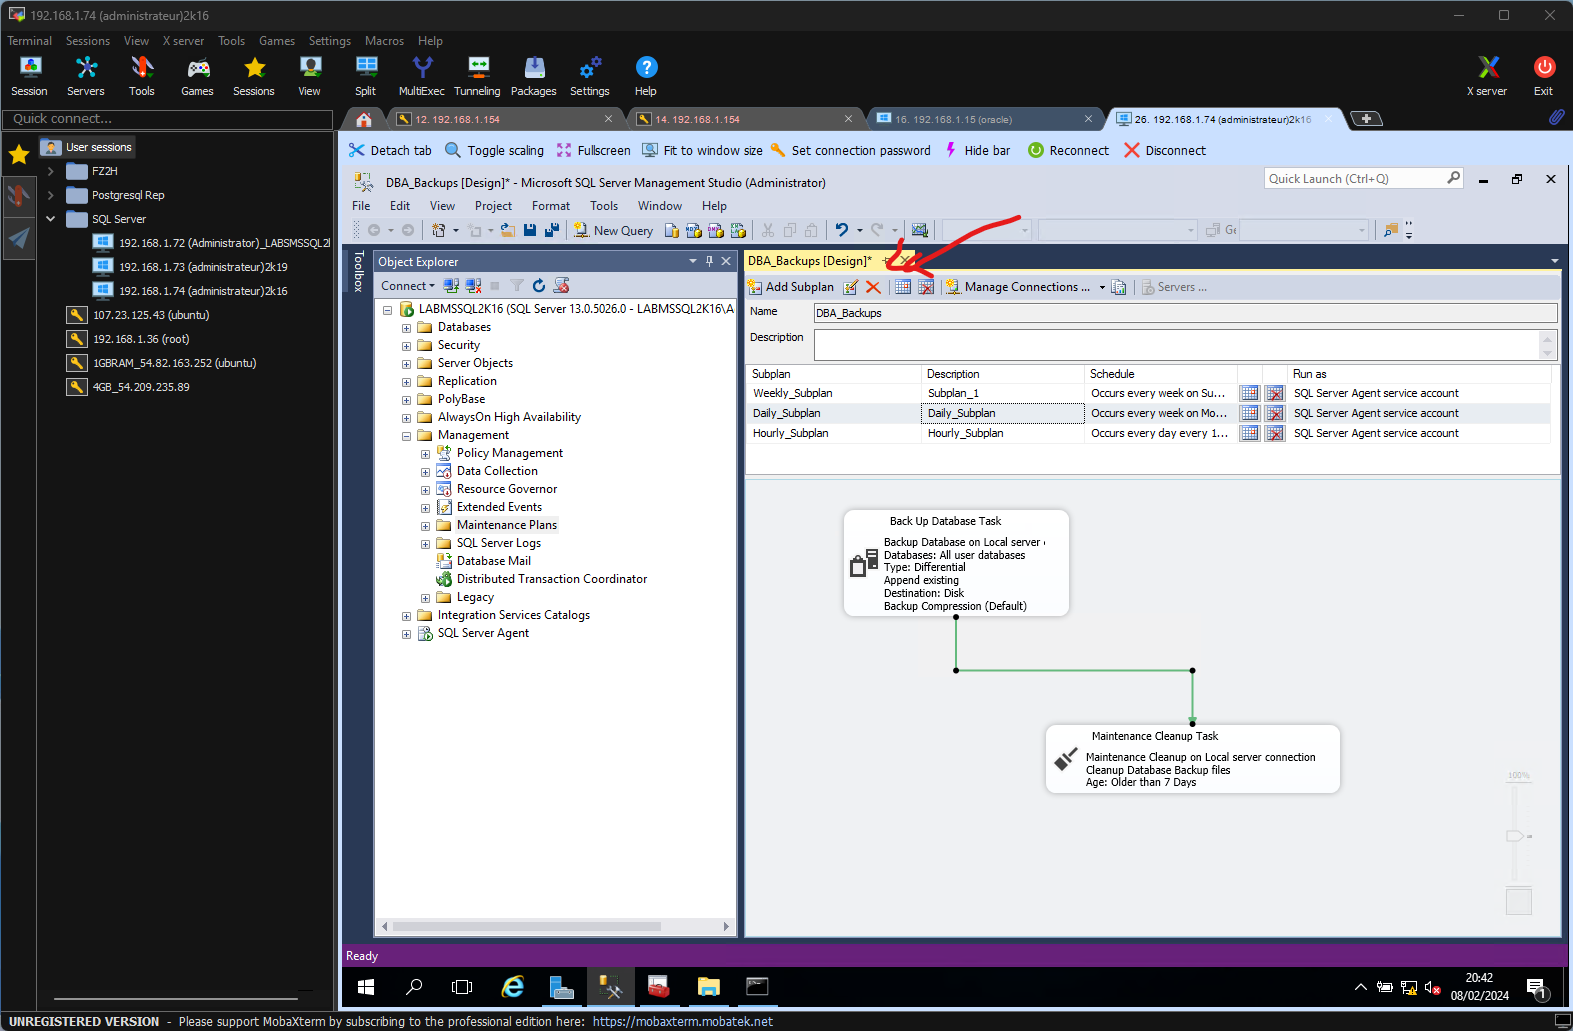 192.168.1.74 (administrateur)2k16
Terminal Sessions View X server Tools Games Settings Macros Help
Session Servers Tools Games Sessions View Split MultiExec Tunneling Packages Settings Help X server Exit
Quick connect...
12. 192.168.1.154
14. 192.168.1.154
16. 192.168.1.15 (oracle)
26. 192.168.1.74 (administrateur)2k16
Detach tab Toggle scaling Fullscreen Fit to window size Set connection password Hide bar Reconnect Disconnect
User sessions
FZ2H
Postgresql Rep
SQL Server
192.168.1.72 (Administrator)_LABSMSSQL2
192.168.1.73 (administrateur)2k19
192.168.1.74 (administrateur)2k16
107.23.125.43 (ubuntu)
192.168.1.36 (root)
1GBRAM_54.82.163.252 (ubuntu)
4GB_54.209.235.89
DBA_Backups [Design]* - Microsoft SQL Server Management Studio (Administrator)
Quick Launch (Ctrl+Q)
File Edit View Project Format Tools Window Help
New Query
MDX DMX
Ge
Toolbox
Object Explorer
Connect
LABMSSQL2K16 (SQL Server 13.0.5026.0 - LABMSSQL2K16\A
Databases
Security
Server Objects
Replication
PolyBase
AlwaysOn High Availability
Management
Policy Management
Data Collection
Resource Governor
Extended Events
Maintenance Plans
SQL Server Logs
Database Mail
Distributed Transaction Coordinator
Legacy
Integration Services Catalogs
SQL Server Agent
DBA_Backups [Design]*
Add Subplan Manage Connections ... Servers ...
Name DBA_Backups
Description
Subplan Description Schedule Run as
Weekly_Subplan Subplan_1 Occurs every week on Su... SQL Server Agent service account
Daily_Subplan Daily_Subplan Occurs every week on Mo... SQL Server Agent service account
Hourly_Subplan Hourly_Subplan Occurs every day every 1... SQL Server Agent service account
Back Up Database Task
Backup Database on Local server
Databases: All user databases
Type: Differential
Append existing
Destination: Disk
Backup Compression (Default)
Maintenance Cleanup Task
Maintenance Cleanup on Local server connection
Cleanup Database Backup files
Age: Older than 7 Days
100%
Ready
20:42
08/02/2024
1
UNREGISTERED VERSION - Please support MobaXterm by subscribing to the professional edition here: https://mobaxterm.mobatek.net